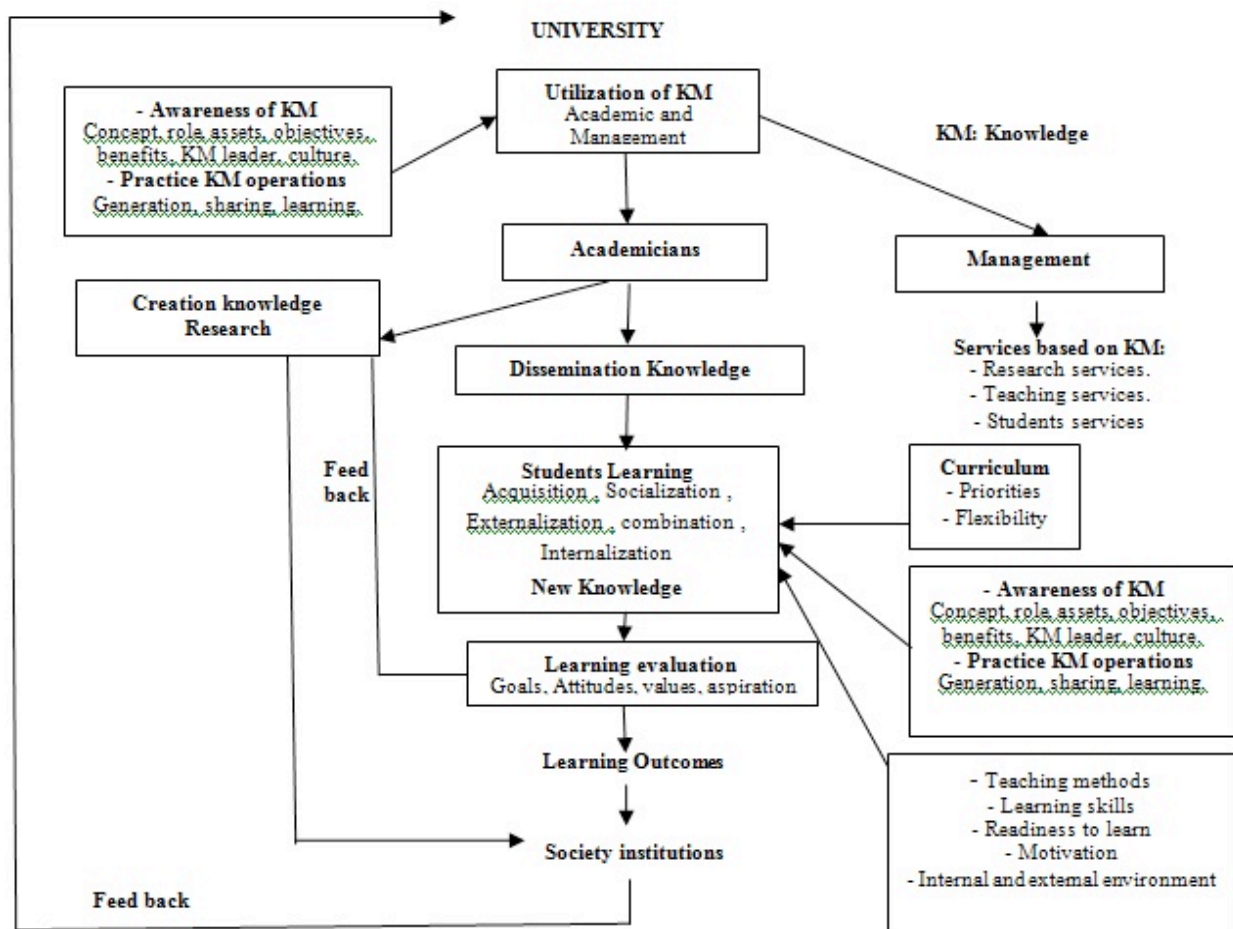 UNIVERSITY
- Awareness of KM
Concept, role, assets, objectives,
benefits, KM leader, culture.
- Practice KM operations
Generation, sharing, learning.
Utilization of KM
Academic and
Management
KM: Knowledge
Academicians
Management
Creation knowledge
Research
Dissemination Knowledge
Services based on KM:
- Research services.
- Teaching services.
- Students services
Feed
back
Students Learning
Acquisition , Socialization ,
Externalization , combination ,
Internalization
New Knowledge
Curriculum
- Priorities
- Flexibility
- Awareness of KM
Concept, role, assets, objectives,
benefits, KM leader, culture.
- Practice KM operations
Generation, sharing, learning.
Learning evaluation
Goals, Attitudes, values, aspiration
Learning Outcomes
- Teaching methods
- Learning skills
- Readiness to learn
- Motivation
- Internal and external environment
Society institutions
Feed back